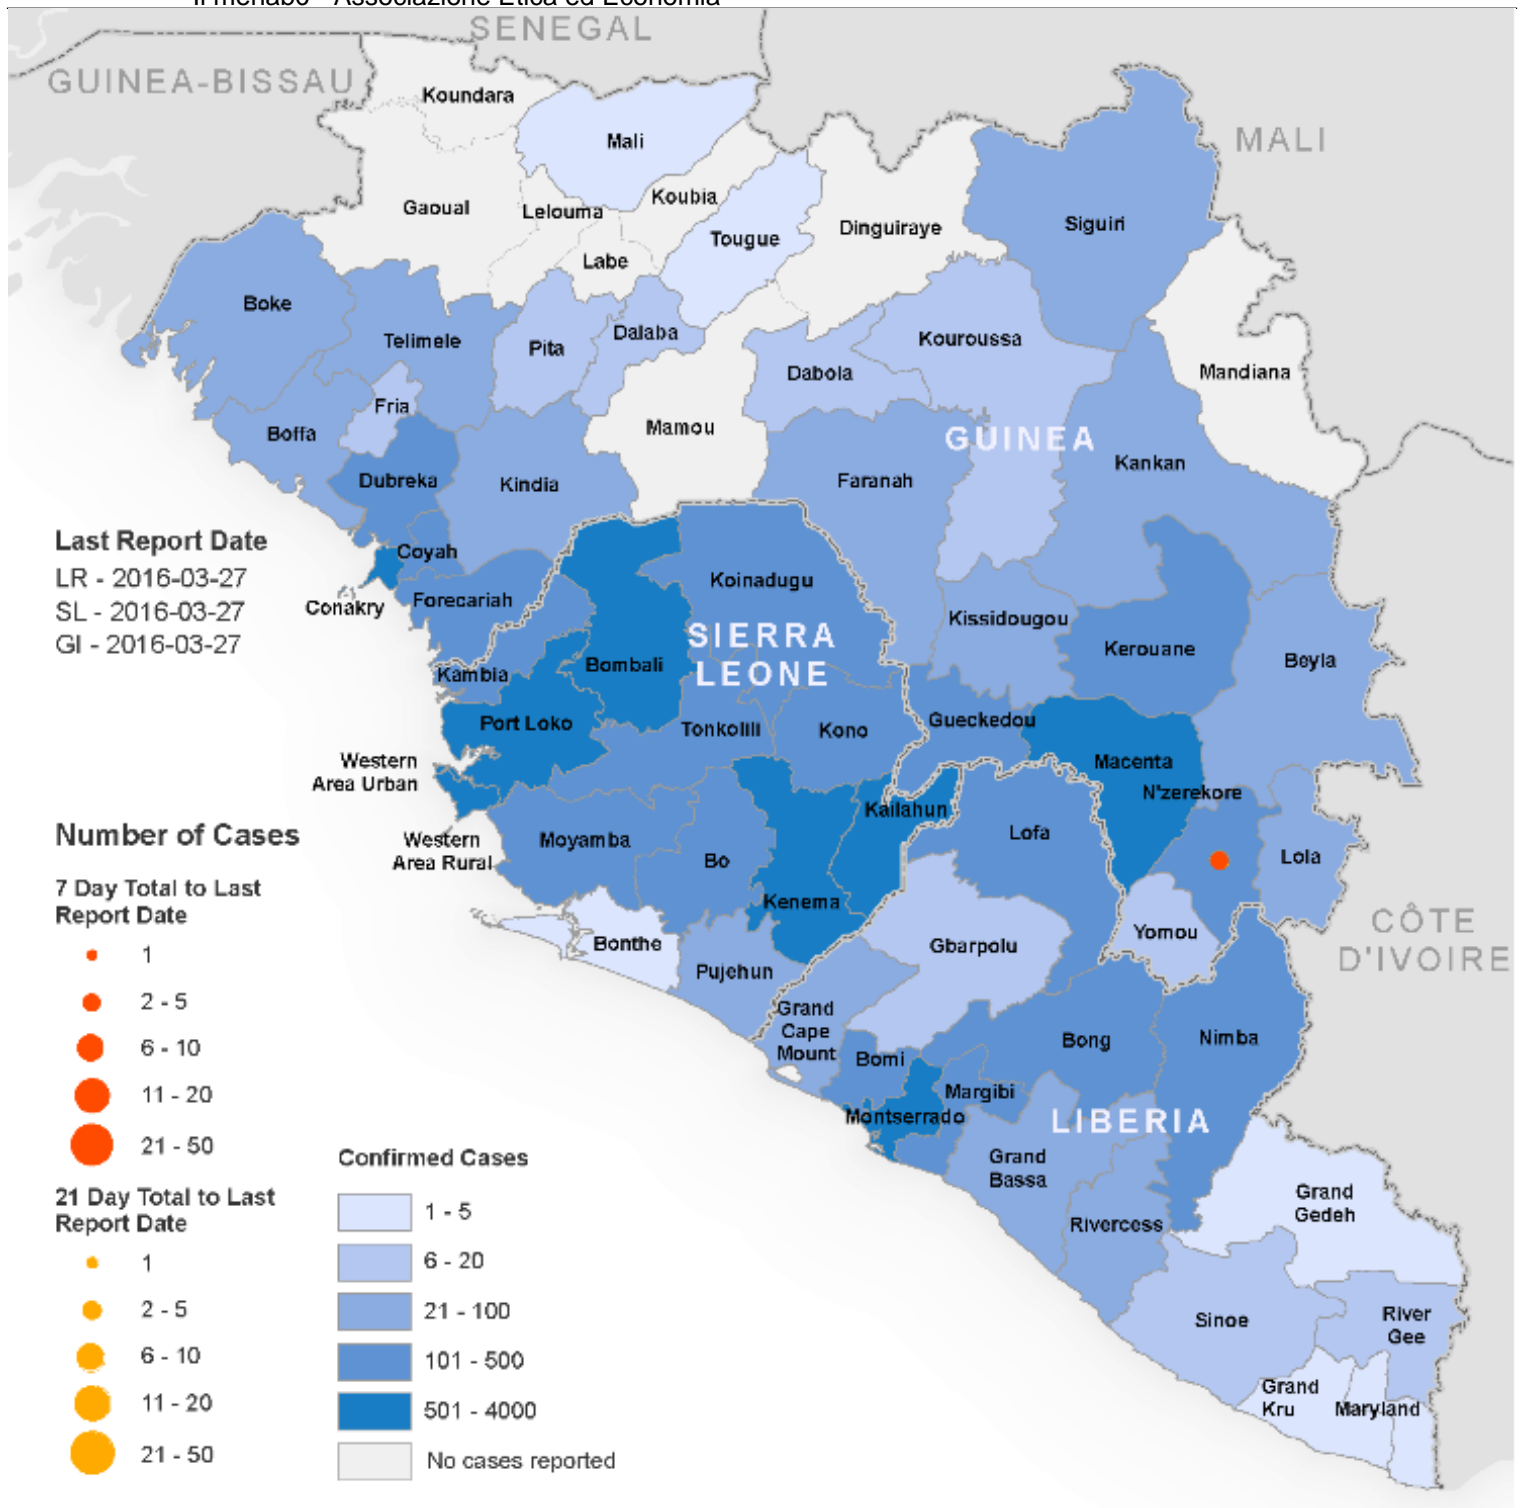 Il menabò - Associazione Etica ed Economia
SENEGAL
GUINEA-BISSAU
MALI
CÔTE
D'IVOIRE
Koundara
Mali
Gaoual
Lelouma
Koubia
Labe
Tougue
Dinguiraye
Siguiri
Boke
Telimele
Pita
Dalaba
Kouroussa
Dabola
Mandiana
Fria
Boffa
Mamou
GUINEA
Kankan
Dubreka
Kindia
Faranah
Coyah
Conakry
Forecariah
Koinadugu
Kissidougou
Kerouane
Beyla
SIERRA
LEONE
Kambia
Bombali
Port Loko
Tonkolili
Kono
Gueckedou
Macenta
N'zerekore
Western
Area Urban
Western
Area Rural
Moyamba
Bo
Kailahun
Kenema
Lofa
Lola
Bonthe
Pujehun
Gbarpolu
Yomou
Grand
Cape
Mount
Bomi
Bong
Nimba
Margibi
Montserrado
LIBERIA
Grand
Bassa
Rivercess
Grand
Gedeh
Sinoe
River
Gee
Grand
Kru
Maryland
Last Report Date
LR - 2016-03-27
SL - 2016-03-27
GI - 2016-03-27
Number of Cases
7 Day Total to Last
Report Date
1
2 - 5
6 - 10
11 - 20
21 - 50
21 Day Total to Last
Report Date
1
2 - 5
6 - 10
11 - 20
21 - 50
Confirmed Cases
1 - 5
6 - 20
21 - 100
101 - 500
501 - 4000
No cases reported